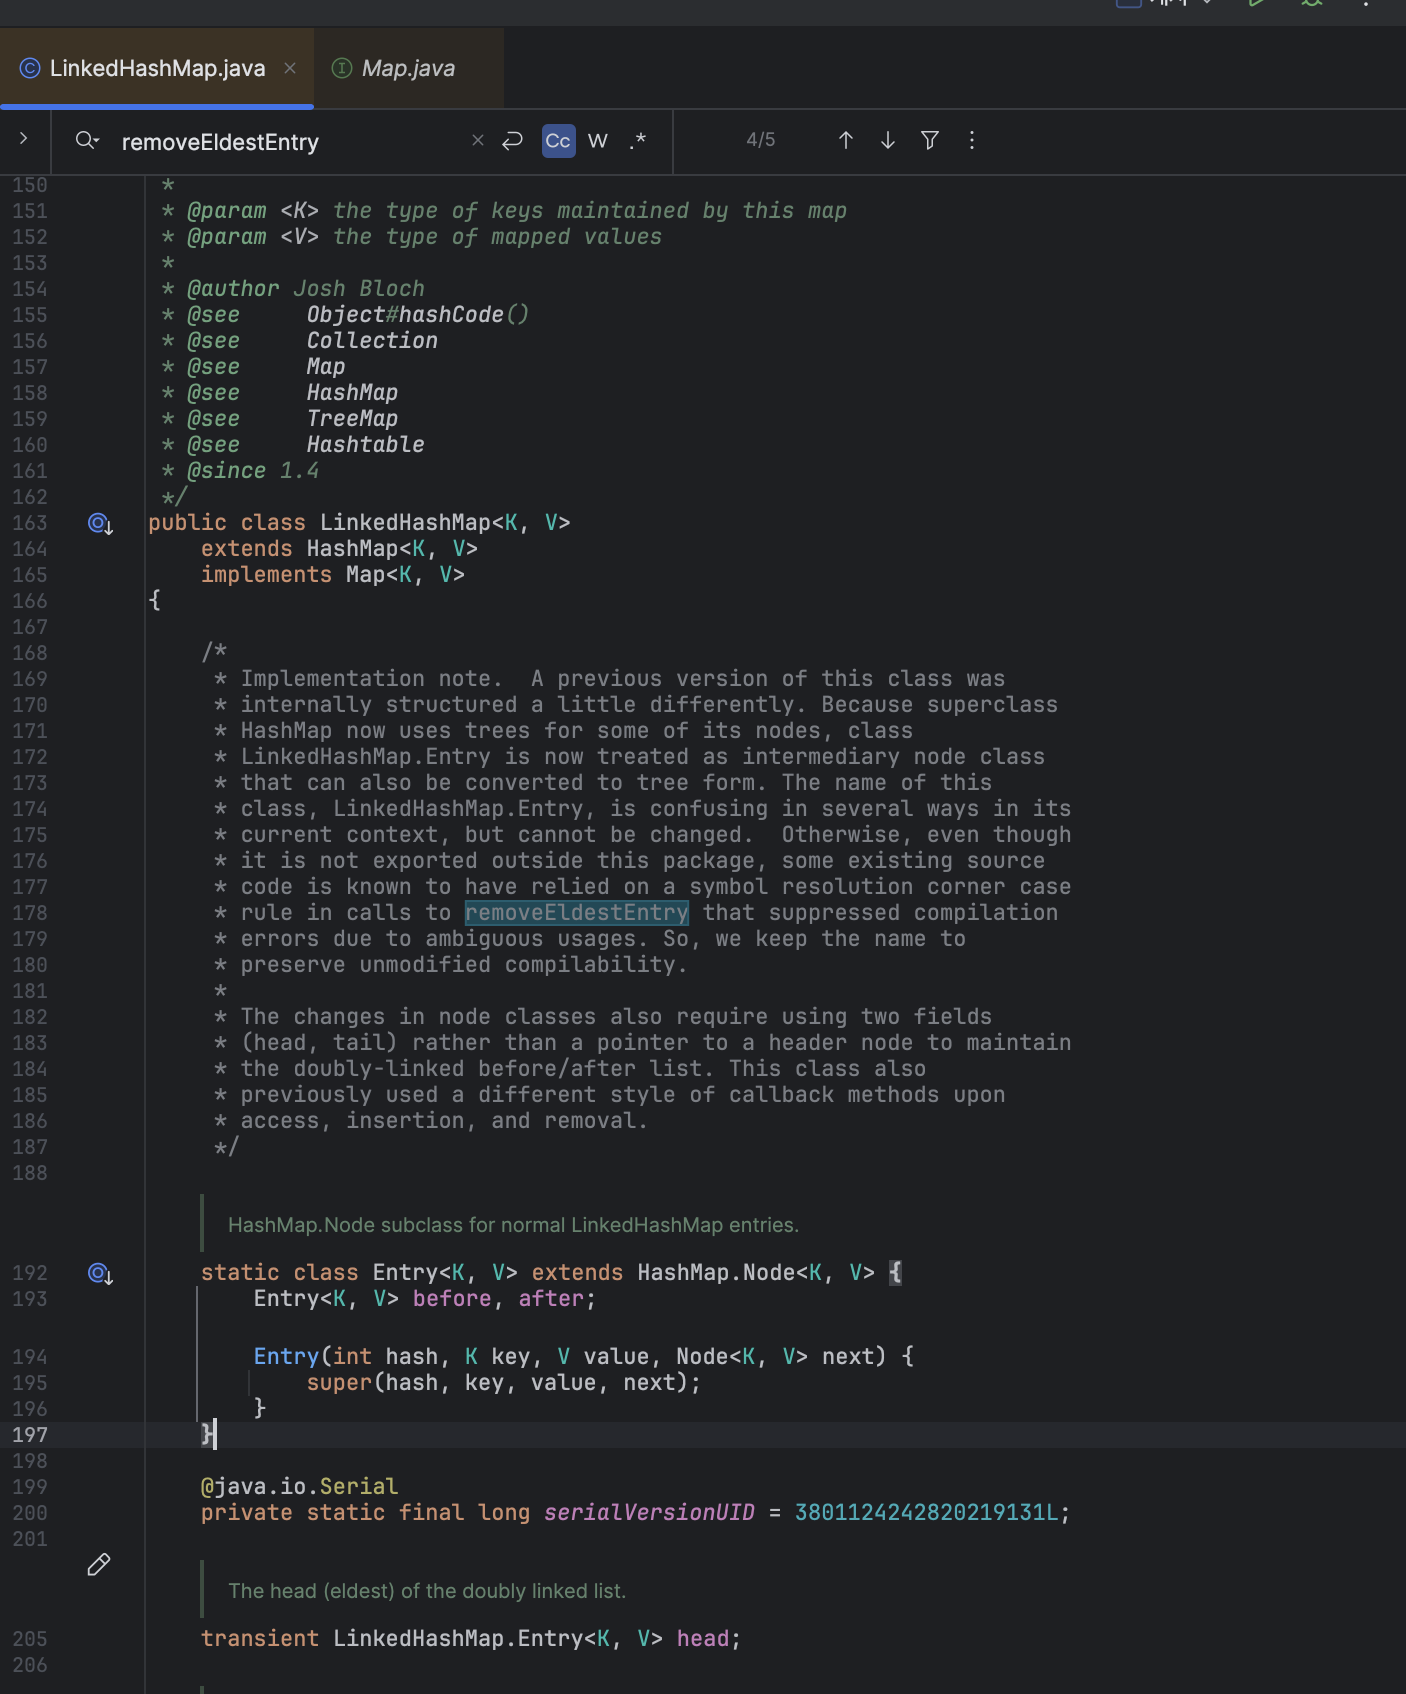 LinkedHashMap.java
Map.java
removeEldestEntry
Cc
W
.*
4/5
150 *
151 * @param <K> the type of keys maintained by this map
152 * @param <V> the type of mapped values
153 *
154 * @author Josh Bloch
155 * @see Object#hashCode()
156 * @see Collection
157 * @see Map
158 * @see HashMap
159 * @see TreeMap
160 * @see Hashtable
161 * @since 1.4
162 */
163 public class LinkedHashMap<K, V>
164 extends HashMap<K, V>
165 implements Map<K, V>
166 {
167
168 /*
169 * Implementation note.  A previous version of this class was
170 * internally structured a little differently. Because superclass
171 * HashMap now uses trees for some of its nodes, class
172 * LinkedHashMap.Entry is now treated as intermediary node class
173 * that can also be converted to tree form. The name of this
174 * class, LinkedHashMap.Entry, is confusing in several ways in its
175 * current context, but cannot be changed.  Otherwise, even though
176 * it is not exported outside this package, some existing source
177 * code is known to have relied on a symbol resolution corner case
178 * rule in calls to removeEldestEntry that suppressed compilation
179 * errors due to ambiguous usages. So, we keep the name to
180 * preserve unmodified compilability.
181 *
182 * The changes in node classes also require using two fields
183 * (head, tail) rather than a pointer to a header node to maintain
184 * the doubly-linked before/after list. This class also
185 * previously used a different style of callback methods upon
186 * access, insertion, and removal.
187 */
188
HashMap.Node subclass for normal LinkedHashMap entries.
192 static class Entry<K, V> extends HashMap.Node<K, V> {
193 Entry<K, V> before, after;
194 Entry(int hash, K key, V value, Node<K, V> next) {
195 super(hash, key, value, next);
196 }
197 }
198
199 @java.io.Serial
200 private static final long serialVersionUID = 3801124242820219131L;
201
The head (eldest) of the doubly linked list.
205 transient LinkedHashMap.Entry<K, V> head;
206